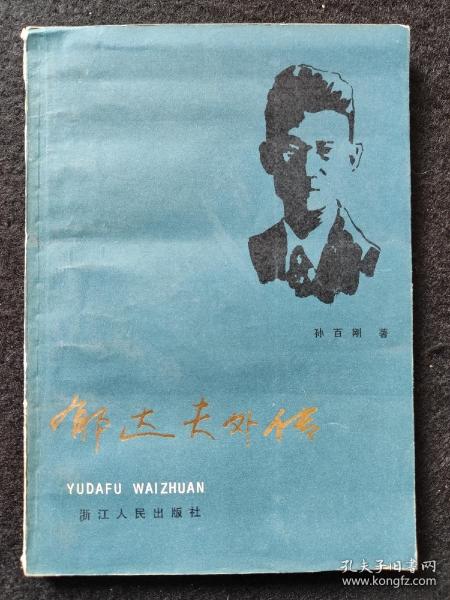 孙百刚 著
郁达夫外传
YUDAFU WAIZHUAN
浙江人民出版社
孔夫子旧书网
www.kongfz.com